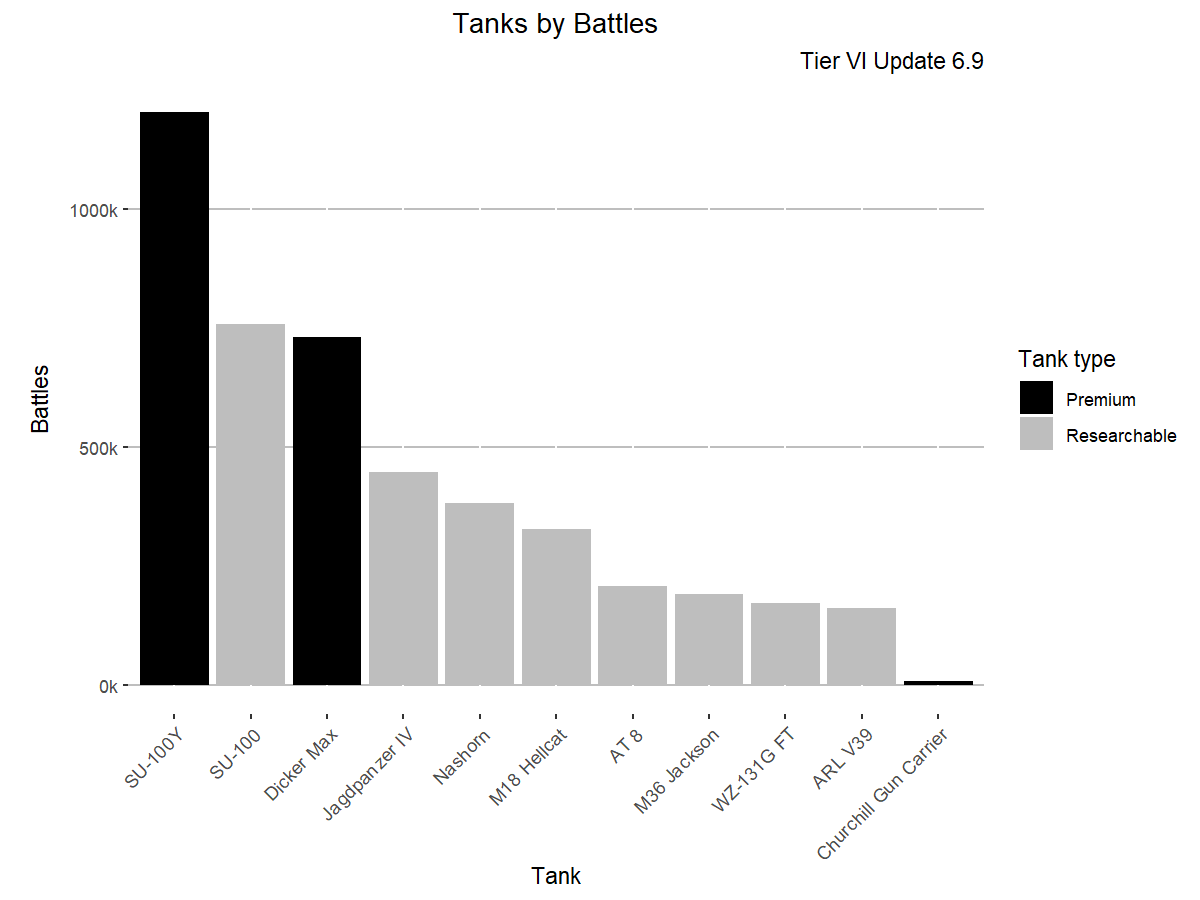 Tanks by Battles
Tier VI Update 6.9
Battles
1000k
500k
0k
SU-100Y
SU-100
Dicker Max
Jagdpanzer IV
Nashorn
M18 Hellcat
AT 8
M36 Jackson
WZ-131G FT
ARL V39
Churchill Gun Carrier
Tank
Tank type
Premium
Researchable